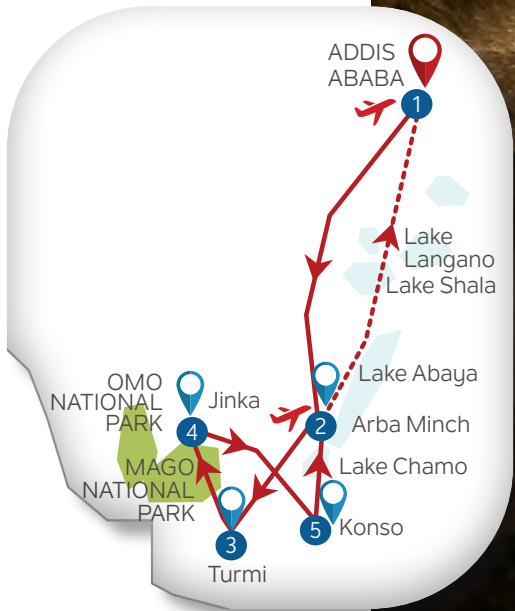 ADDIS
ABABA
1
Lake
Langano
Lake Shala
OMO
NATIONAL
PARK
Jinka
Lake Abaya
4
2
Arba Minch
MAGO
NATIONAL
PARK
Lake Chamo
3
5
Konso
Turmi